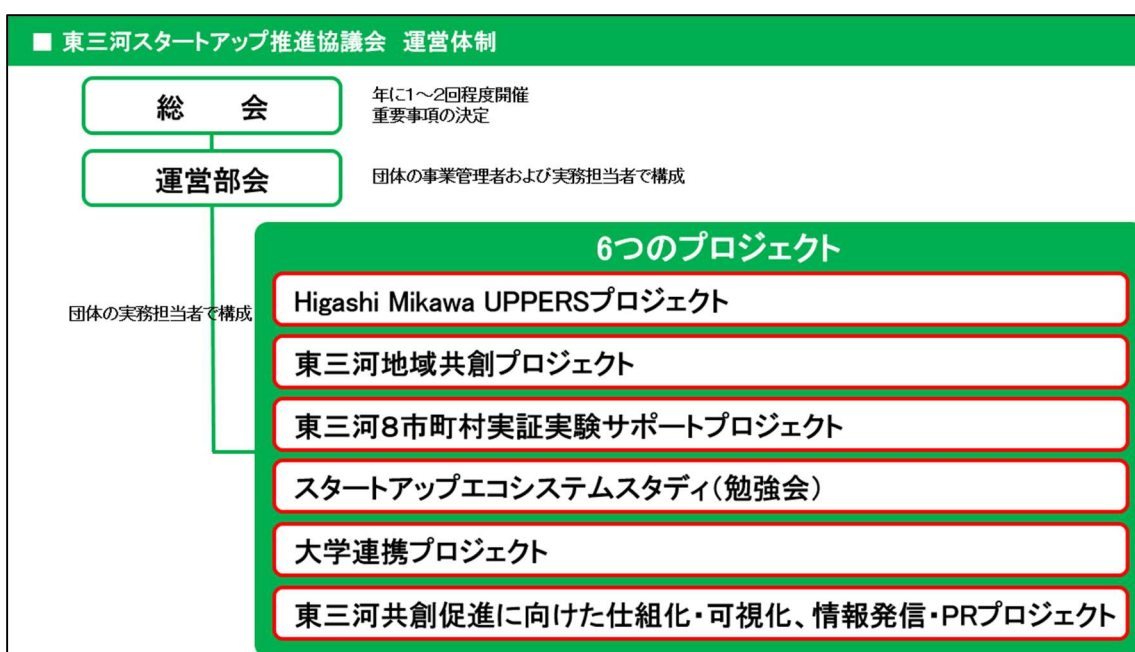 ■ 東三河スタートアップ推進協議会 運営体制
総 会
年に1~2回程度開催
重要事項の決定
運営部会
団体の事業管理者および実務担当者で構成
6つのプロジェクト
団体の実務担当者で構成
Higashi Mikawa UPPERSプロジェクト
東三河地域共創プロジェクト
東三河8市町村実証実験サポートプロジェクト
スタートアップエコシステムスタディ(勉強会)
大学連携プロジェクト
東三河共創促進に向けた仕組化・可視化、情報発信・PRプロジェクト